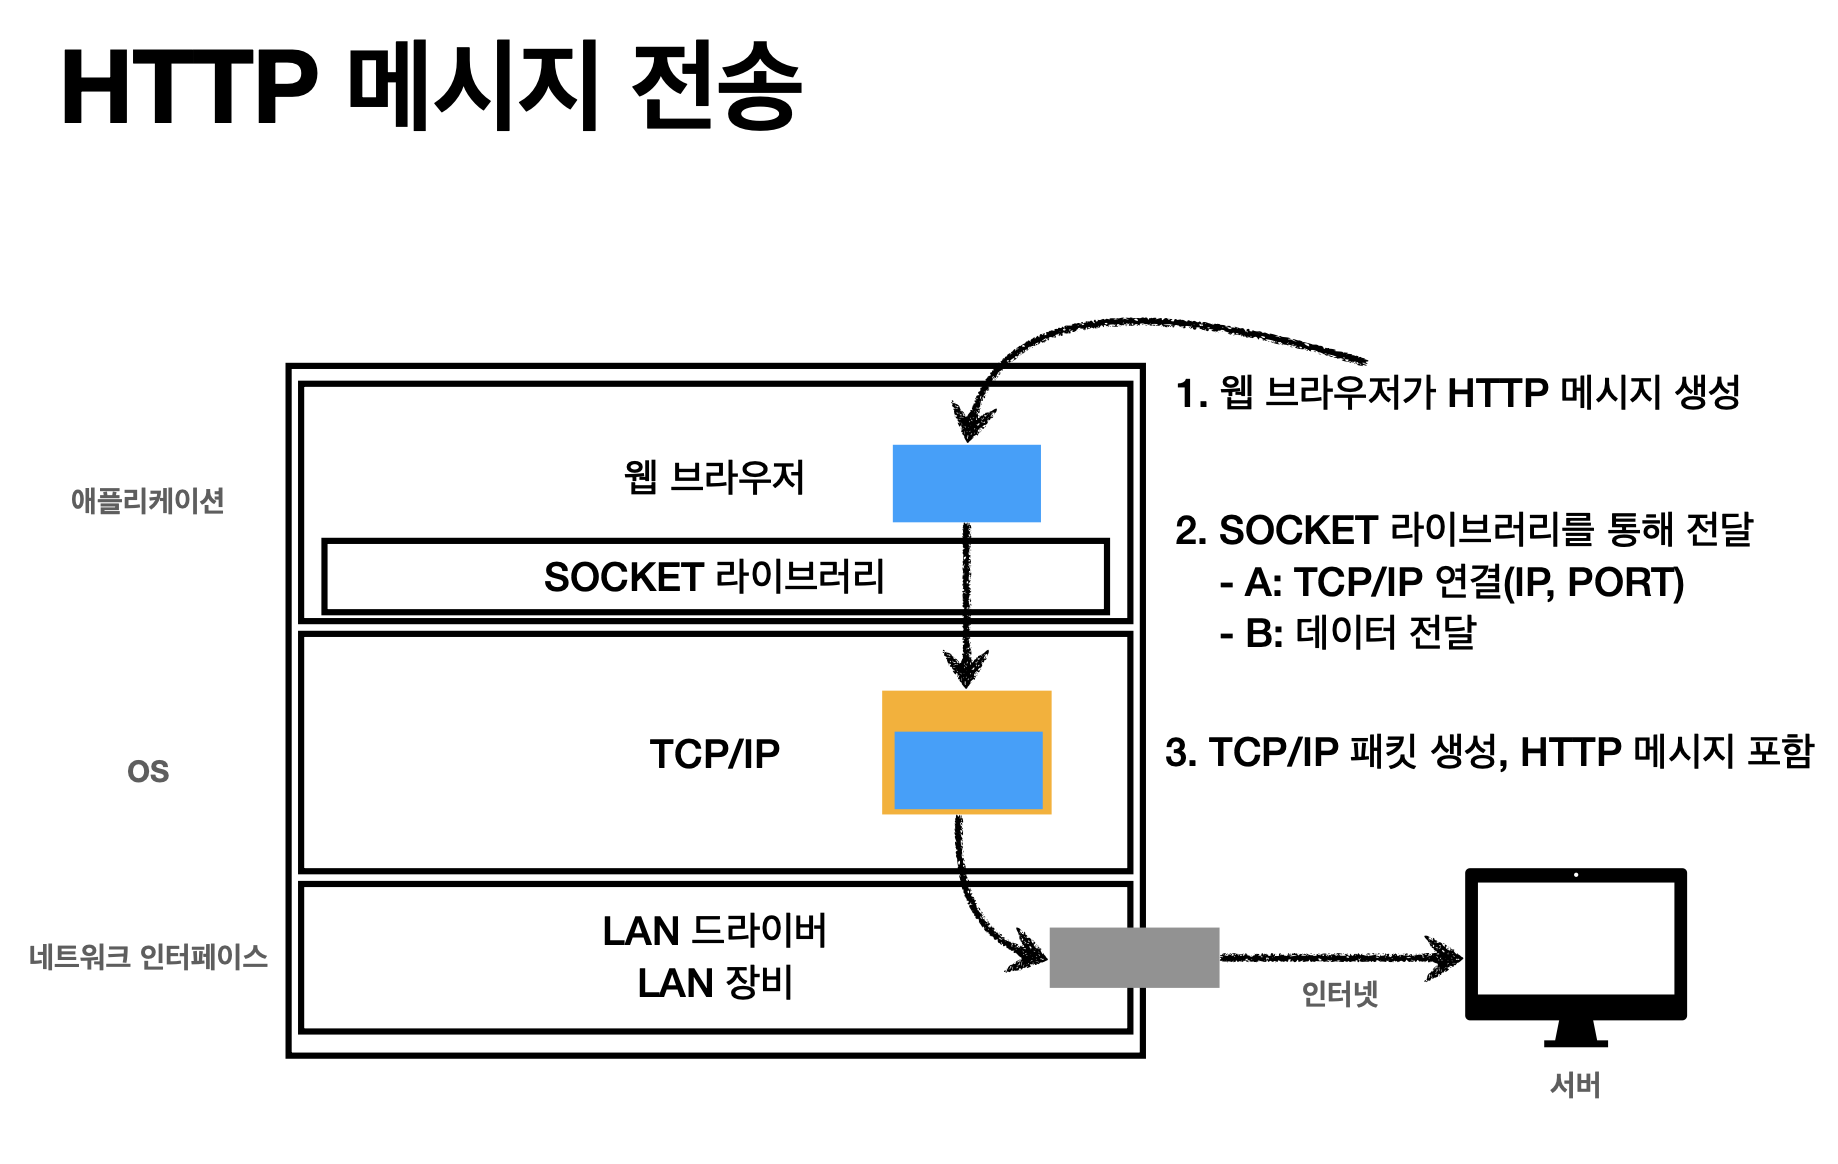 HTTP 메시지 전송
1. 웹 브라우저가 HTTP 메시지 생성
애플리케이션
웹 브라우저
SOCKET 라이브러리
2. SOCKET 라이브러리를 통해 전달
- A: TCP/IP 연결(IP, PORT)
- B: 데이터 전달
OS
TCP/IP
3. TCP/IP 패킷 생성, HTTP 메시지 포함
네트워크 인터페이스
LAN 드라이버
LAN 장비
인터넷
서버